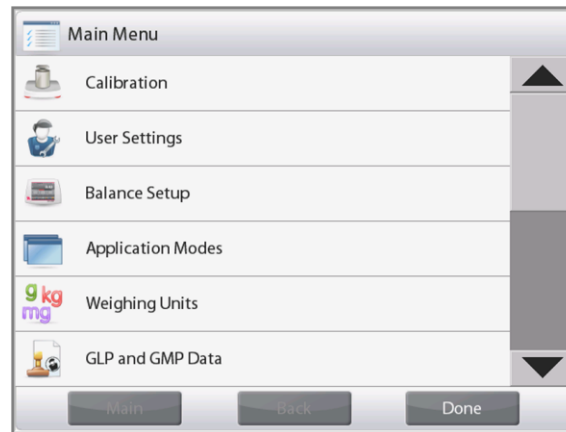 Main Menu
Calibration
User Settings
Balance Setup
Application Modes
g kg
mg
Weighing Units
GLP and GMP Data
Main Back Done